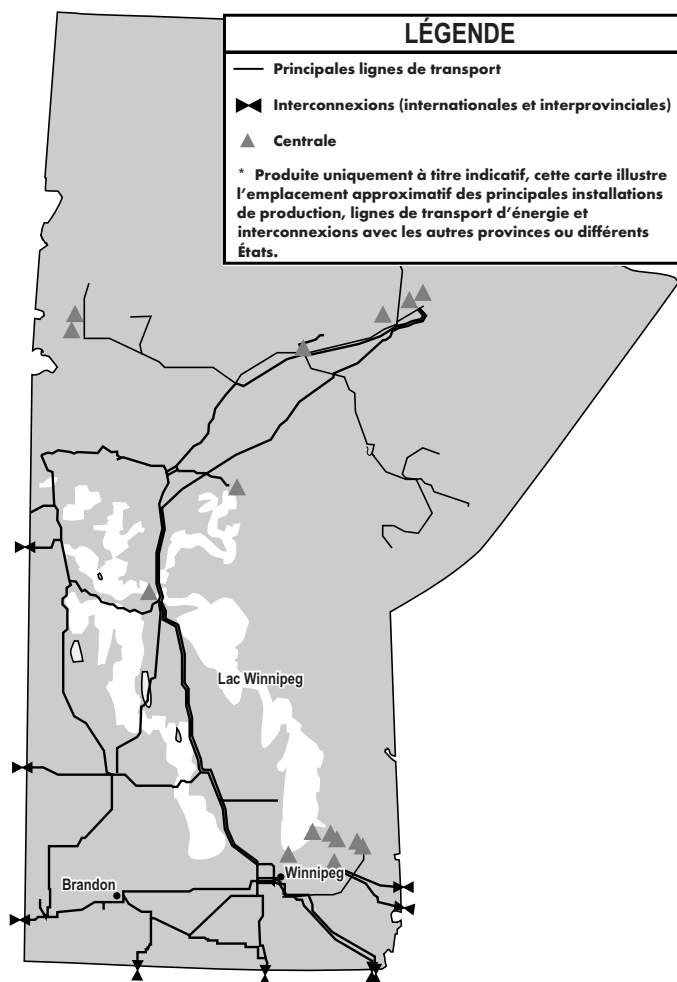 LÉGENDE
Principales lignes de transport
Interconnexions (internationales et interprovinciales)
Centrale
* Produite uniquement à titre indicatif, cette carte illustre
l'emplacement approximatif des principales installations
de production, lignes de transport d'énergie et
interconnexions avec les autres provinces ou différents
États.
Lac Winnipeg
Winnipeg
Brandon